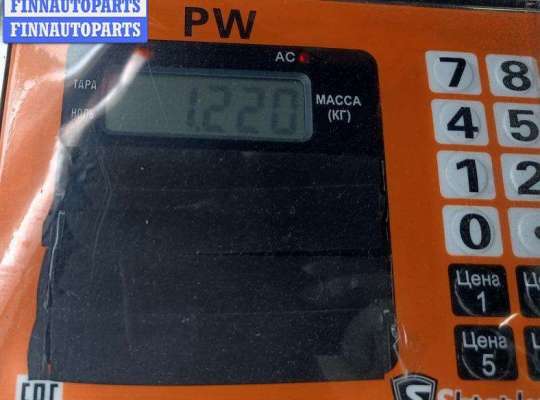 FINNAUTOPARTS
FINNAUTOPARTS
PW
AC
ТАРА
НОЛЬ
1.220
МАССА
(КГ)
7 8
4 5
1 2
0
Цена
1
Цена
5